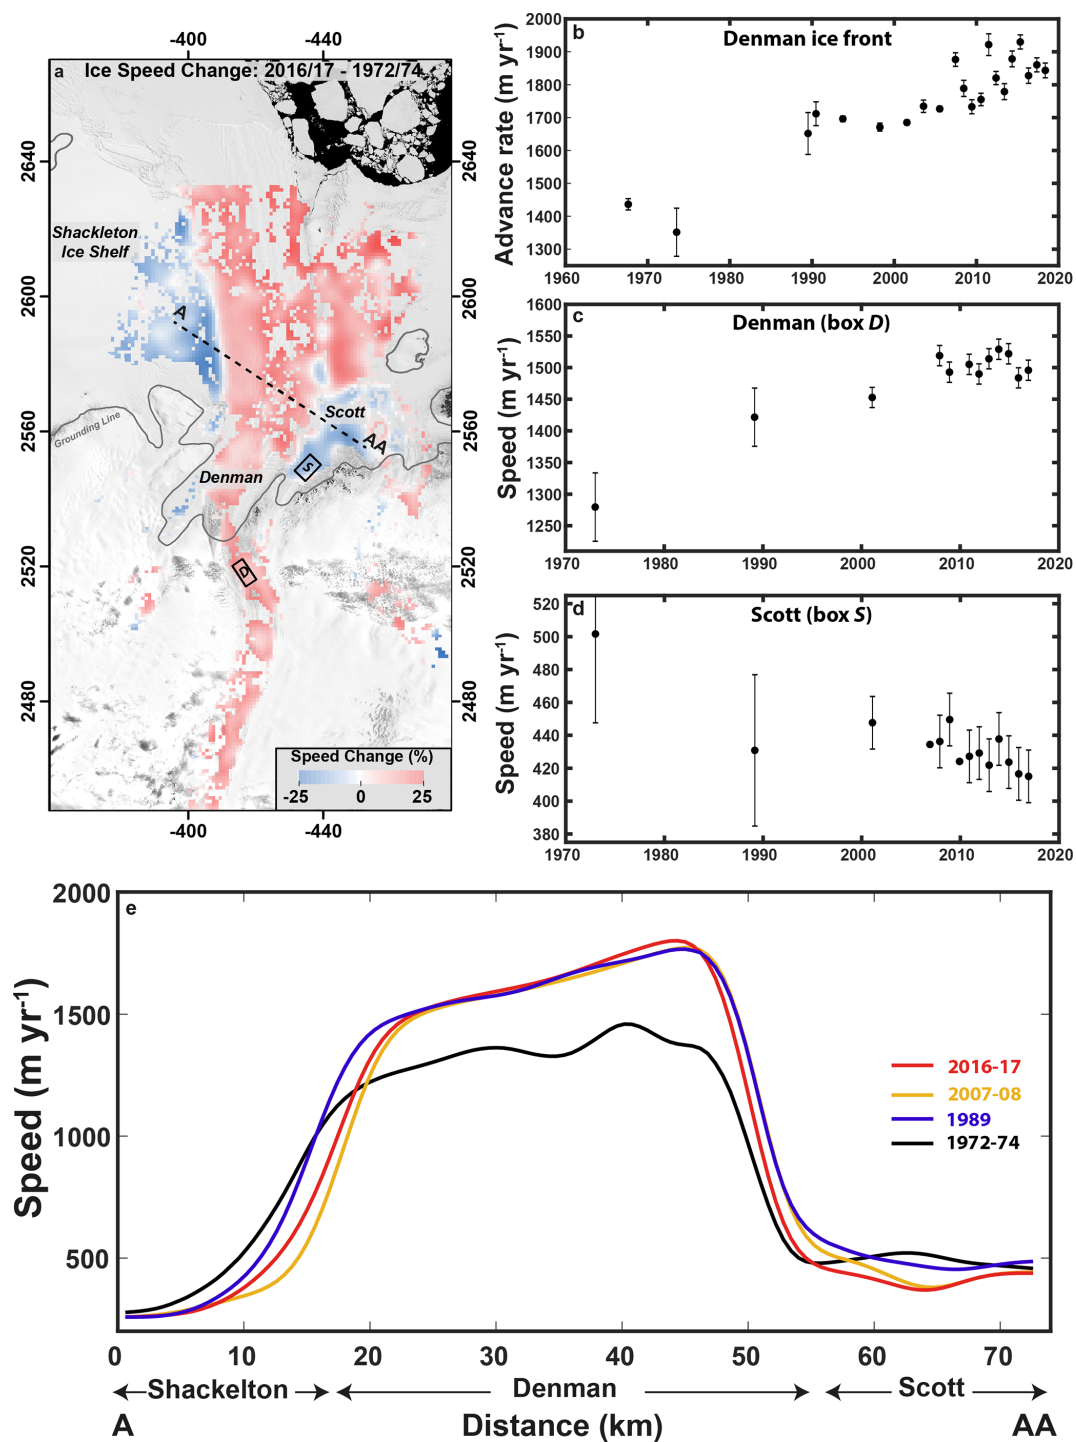 -400
-440
a
Ice Speed Change: 2016/17 - 1972/74
2640
2640
Shackleton
Ice Shelf
A
2600
2600
Scott
AA
2560
2560
Grounding Line
S
Denman
2520
2520
D
2480
2480
Speed Change (%)
-25
0
25
-400
-440
b
Denman ice front
Advance rate (m yr-1)
2000
1900
1800
1700
1600
1500
1400
1300
1960
1970
1980
1990
2000
2010
2020
c
Denman (box D)
Speed (m yr-1)
1600
1550
1500
1450
1400
1350
1300
1250
1970
1980
1990
2000
2010
2020
d
Scott (box S)
Speed (m yr-1)
520
500
480
460
440
420
400
380
1970
1980
1990
2000
2010
2020
e
Speed (m yr-1)
2000
1500
1000
500
2016-17
2007-08
1989
1972-74
0
10
20
30
40
50
60
70
Shackelton
Denman
Scott
A
Distance (km)
AA